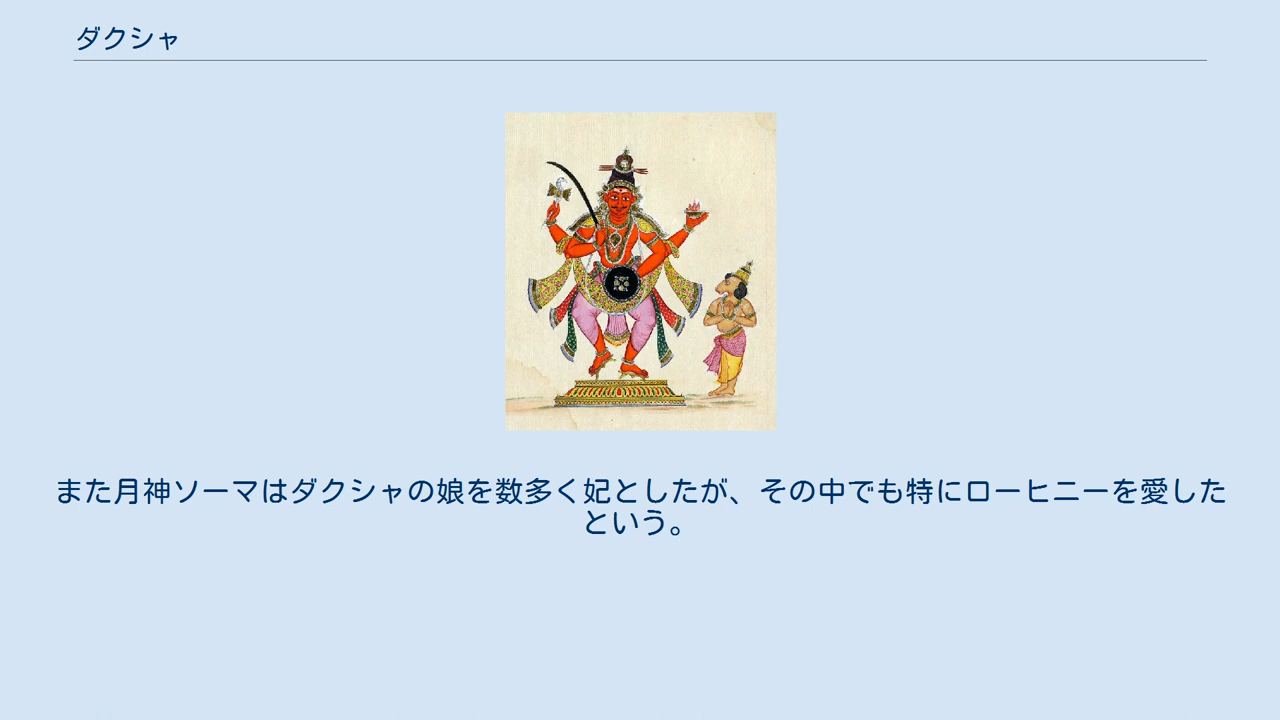 ダクシャ
また月神ソーマはダクシャの娘を数多く妃としたが、その中でも特にローヒニーを愛した
という。